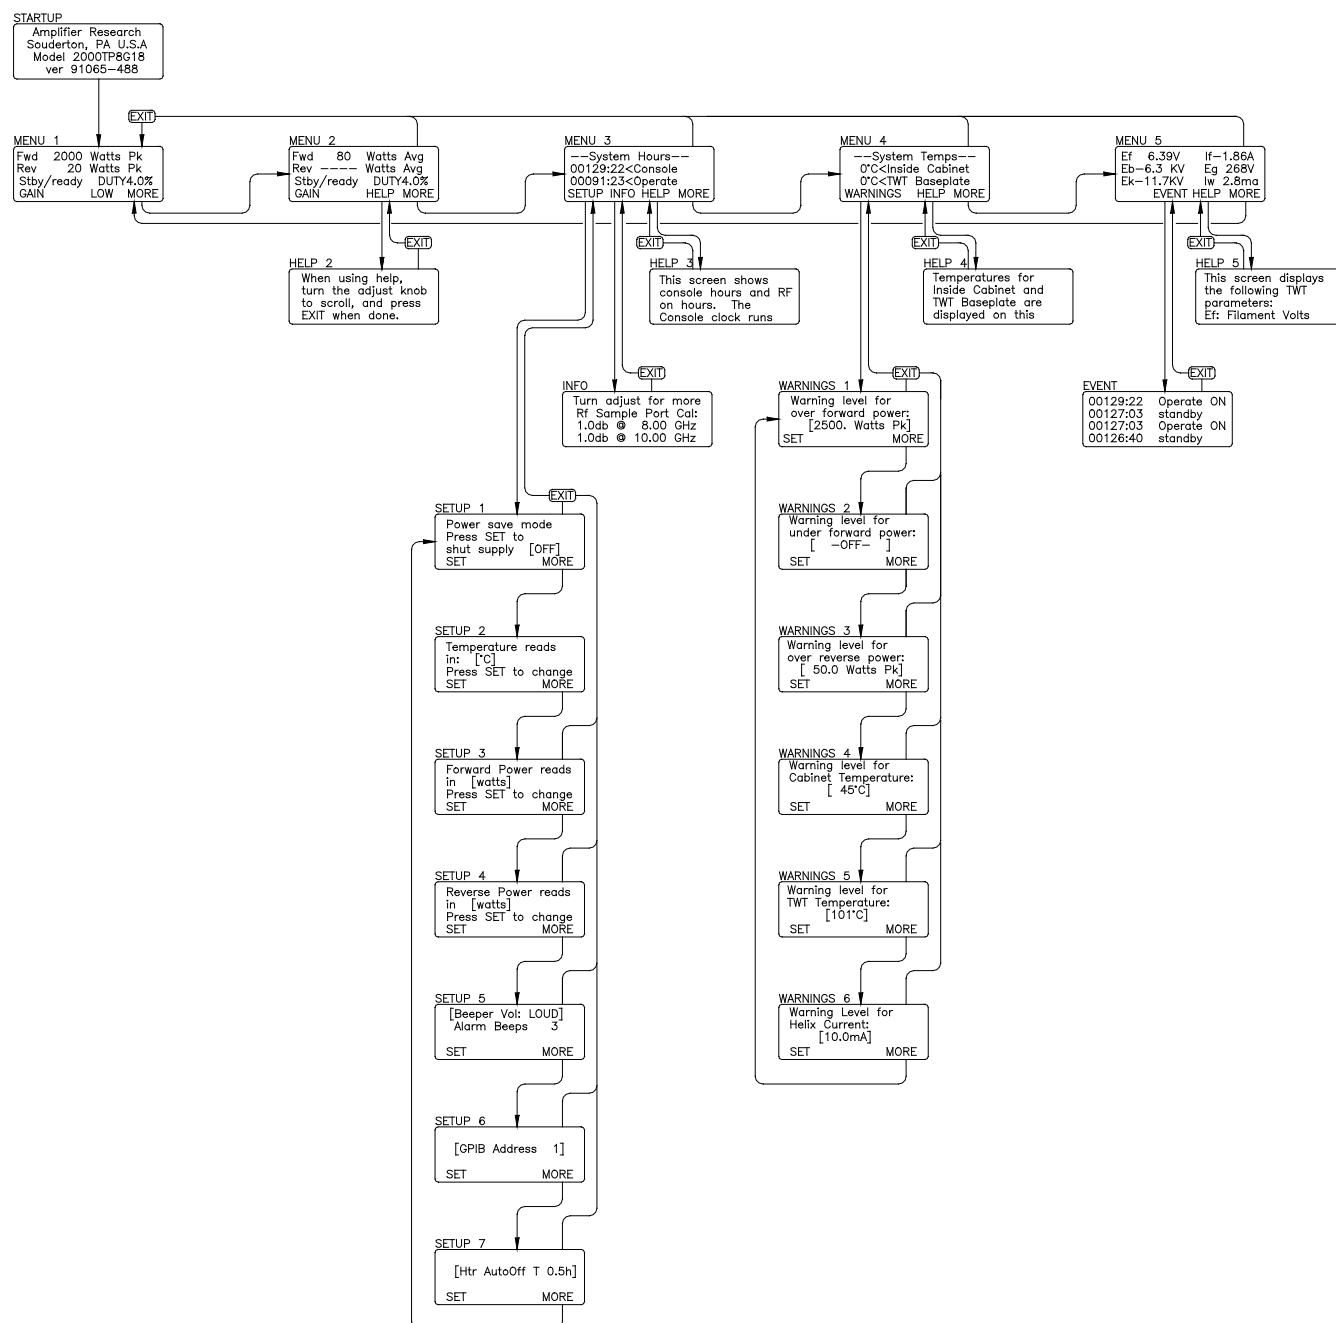 STARTUP
Amplifier Research
Souderton, PA U.S.A
Model 2000TP8G18
ver 91065-488
EXIT
MENU 1
Fwd 2000 Watts Pk
Rev 20 Watts Pk
Stby/ready DUTY4.0%
GAIN LOW MORE
MENU 2
Fwd 80 Watts Avg
Rev ---- Watts Avg
Stby/ready DUTY4.0%
GAIN HELP MORE
MENU 3
--System Hours--
00129:22<Console
00091:23<Operate
SETUP INFO HELP MORE
MENU 4
--System Temps--
0°C<Inside Cabinet
0°C<TWT Baseplate
WARNINGS HELP MORE
MENU 5
Ef 6.39V If-1.86A
Eb-6.3 KV Eg 268V
Ek-11.7KV Iw 2.8ma
EVENT HELP MORE
EXIT
EXIT
EXIT
EXIT
HELP 2
When using help,
turn the adjust knob
to scroll, and press
EXIT when done.
HELP 3
This screen shows
console hours and RF
on hours. The
Console clock runs
HELP 4
Temperatures for
Inside Cabinet and
TWT Baseplate are
displayed on this
HELP 5
This screen displays
the following TWT
parameters:
Ef: Filament Volts
EXIT
EXIT
EXIT
INFO
Turn adjust for more
Rf Sample Port Cal:
1.0db @ 8.00 GHz
1.0db @ 10.00 GHz
WARNINGS 1
Warning level for
over forward power:
[2500. Watts Pk]
SET MORE
EVENT
00129:22 Operate ON
00127:03 standby
00127:03 Operate ON
00126:40 standby
EXIT
SETUP 1
Power save mode
Press SET to
shut supply [OFF]
SET MORE
WARNINGS 2
Warning level for
under forward power:
[ -OFF- ]
SET MORE
SETUP 2
Temperature reads
in: [°C]
Press SET to change
SET MORE
WARNINGS 3
Warning level for
over reverse power:
[ 50.0 Watts Pk]
SET MORE
SETUP 3
Forward Power reads
in [watts]
Press SET to change
SET MORE
WARNINGS 4
Warning level for
Cabinet Temperature:
[ 45°C]
SET MORE
SETUP 4
Reverse Power reads
in [watts]
Press SET to change
SET MORE
WARNINGS 5
Warning level for
TWT Temperature:
[101°C]
SET MORE
SETUP 5
[Beeper Vol: LOUD]
Alarm Beeps 3
SET MORE
WARNINGS 6
Warning Level for
Helix Current:
[10.0mA]
SET MORE
SETUP 6
[GPIB Address 1]
SET MORE
SETUP 7
[Htr AutoOff T 0.5h]
SET MORE